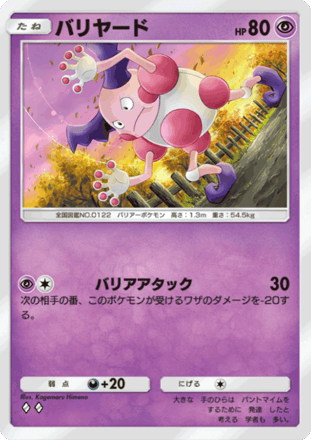 たね バリヤード HP 80
全国図鑑NO.0122 バリアーポケモン 高さ:1.3m 重さ:54.5kg
バリアアタック 30
次の相手の番、このポケモンが受けるワザのダメージを-20す
る。
弱点 +20 にげる
Illus. Kagemaru Himeno
大きな 手のひらは パントマイムを
するために 発達 したと
考える 学者も 多い。